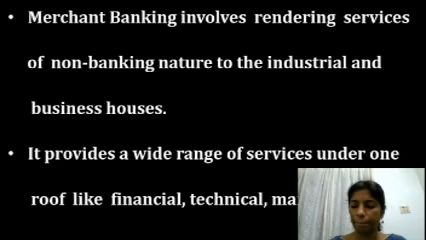 • Merchant Banking involves rendering services
of non-banking nature to the industrial and
business houses.
• It provides a wide range of services under one
roof like financial, technical,